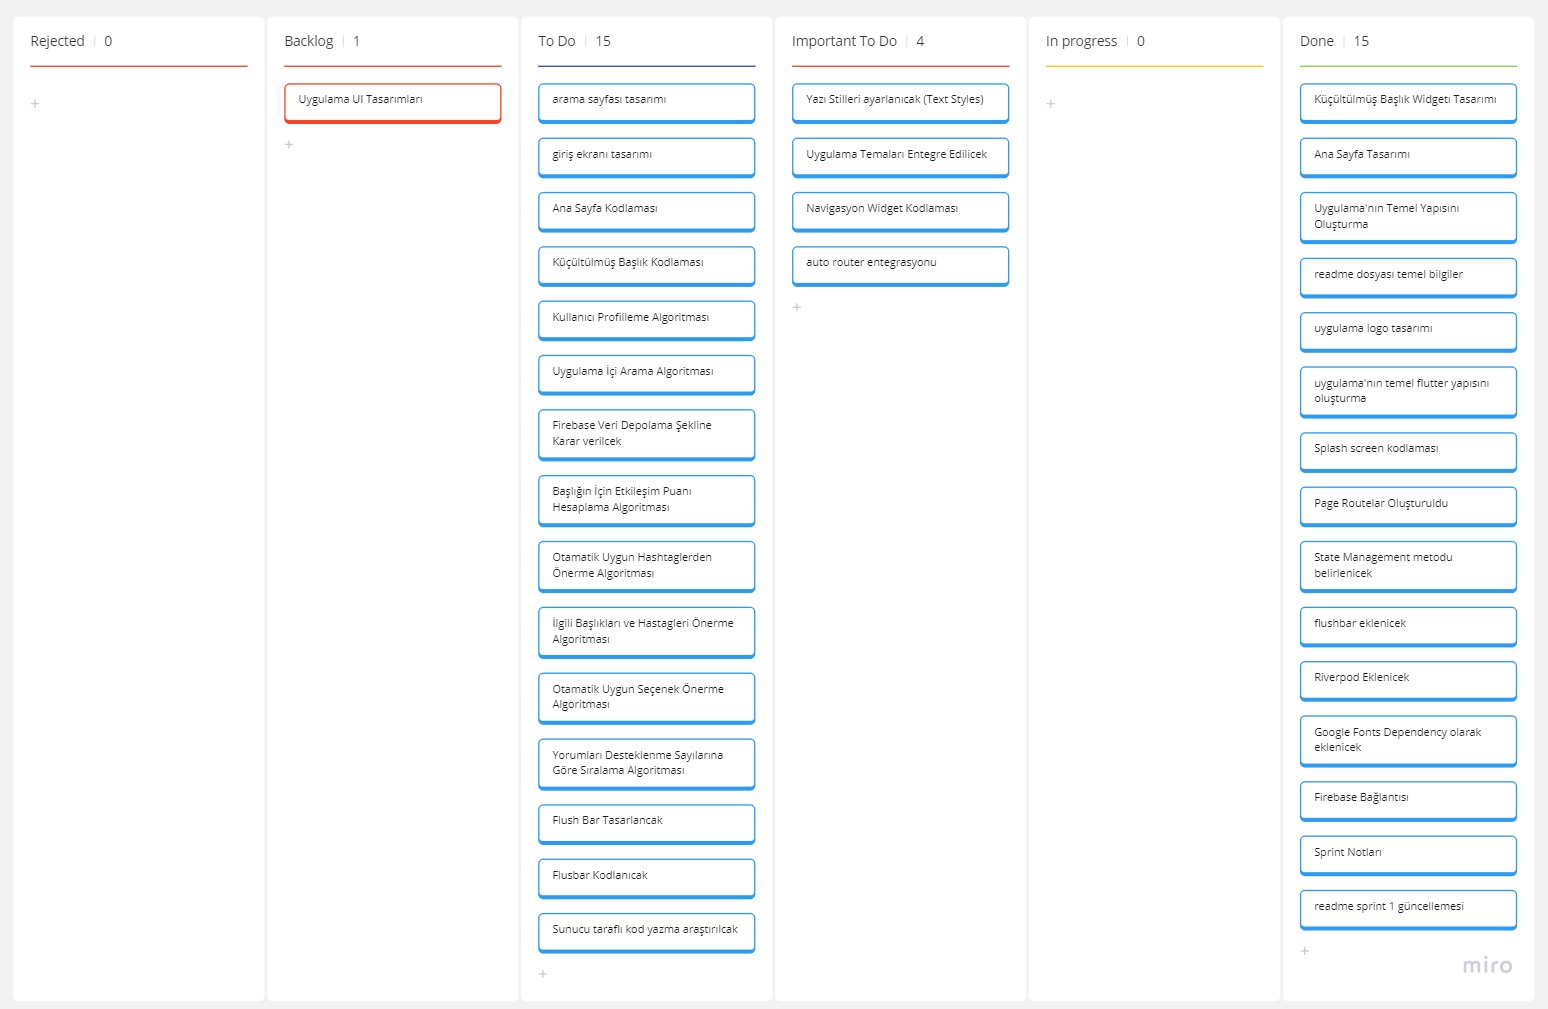 Rejected | 0
+
Backlog | 1
Uygulama UI Tasarımları
+
To Do | 15
arama sayfası tasarımı
giriş ekranı tasarımı
Ana Sayfa Kodlaması
Küçültülmüş Başlık Kodlaması
Kullanıcı Profilleme Algoritması
Uygulama İçi Arama Algoritması
Firebase Veri Depolama Şekline
Karar verilcek
Başlığın İçin Etkileşim Puanı
Hesaplama Algoritması
Otamatik Uygun Hashtaglerden
Önerme Algoritması
İlgili Başlıkları ve Hastagleri Önerme
Algoritması
Otamatik Uygun Seçenek Önerme
Algoritması
Yorumları Desteklenme Sayılarına
Göre Sıralama Algoritması
Flush Bar Tasarlancak
Flusbar Kodlanıcak
Sunucu taraflı kod yazma araştırılcak
+
Important To Do | 4
Yazı Stilleri ayarlanıcak (Text Styles)
Uygulama Temaları Entegre Edilicek
Navigasyon Widget Kodlaması
auto router entegrasyonu
+
In progress | 0
+
Done | 15
Küçültülmüş Başlık Widgetı Tasarımı
Ana Sayfa Tasarımı
Uygulama'nın Temel Yapısını
Oluşturma
readme dosyası temel bilgiler
uygulama logo tasarımı
uygulama'nın temel flutter yapısını
oluşturma
Splash screen kodlaması
Page Routelar Oluşturuldu
State Management metodu
belirlenicek
flushbar eklenicek
Riverpod Eklenicek
Google Fonts Dependency olarak
eklenicek
Firebase Bağlantısı
Sprint Notları
readme sprint 1 güncellemesi
+
miro